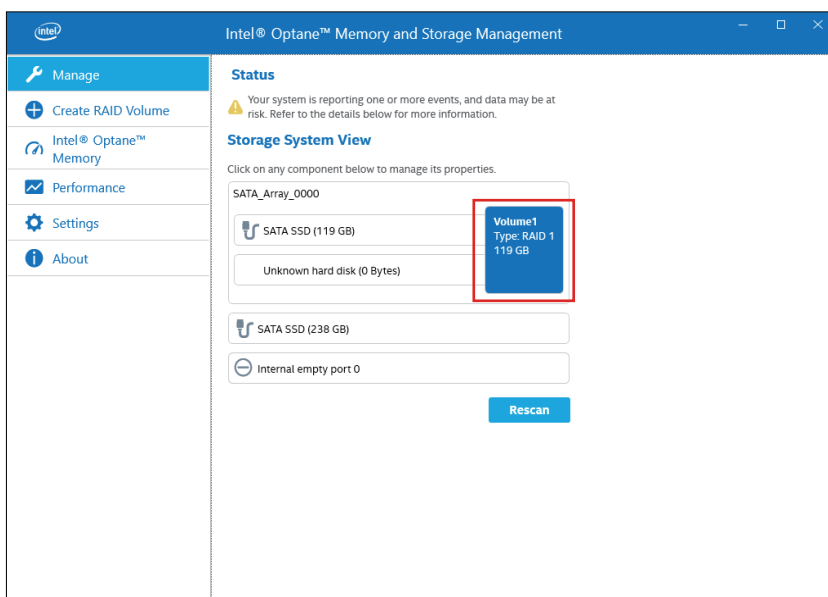 intel
Intel® Optane™ Memory and Storage Management
Manage
Create RAID Volume
Intel® Optane™
Memory
Performance
Settings
About
Status
Your system is reporting one or more events, and data may be at
risk. Refer to the details below for more information.
Storage System View
Click on any component below to manage its properties.
SATA_Array_0000
SATA SSD (119 GB)
Unknown hard disk (0 Bytes)
Volume1
Type: RAID 1
119 GB
SATA SSD (238 GB)
Internal empty port 0
Rescan